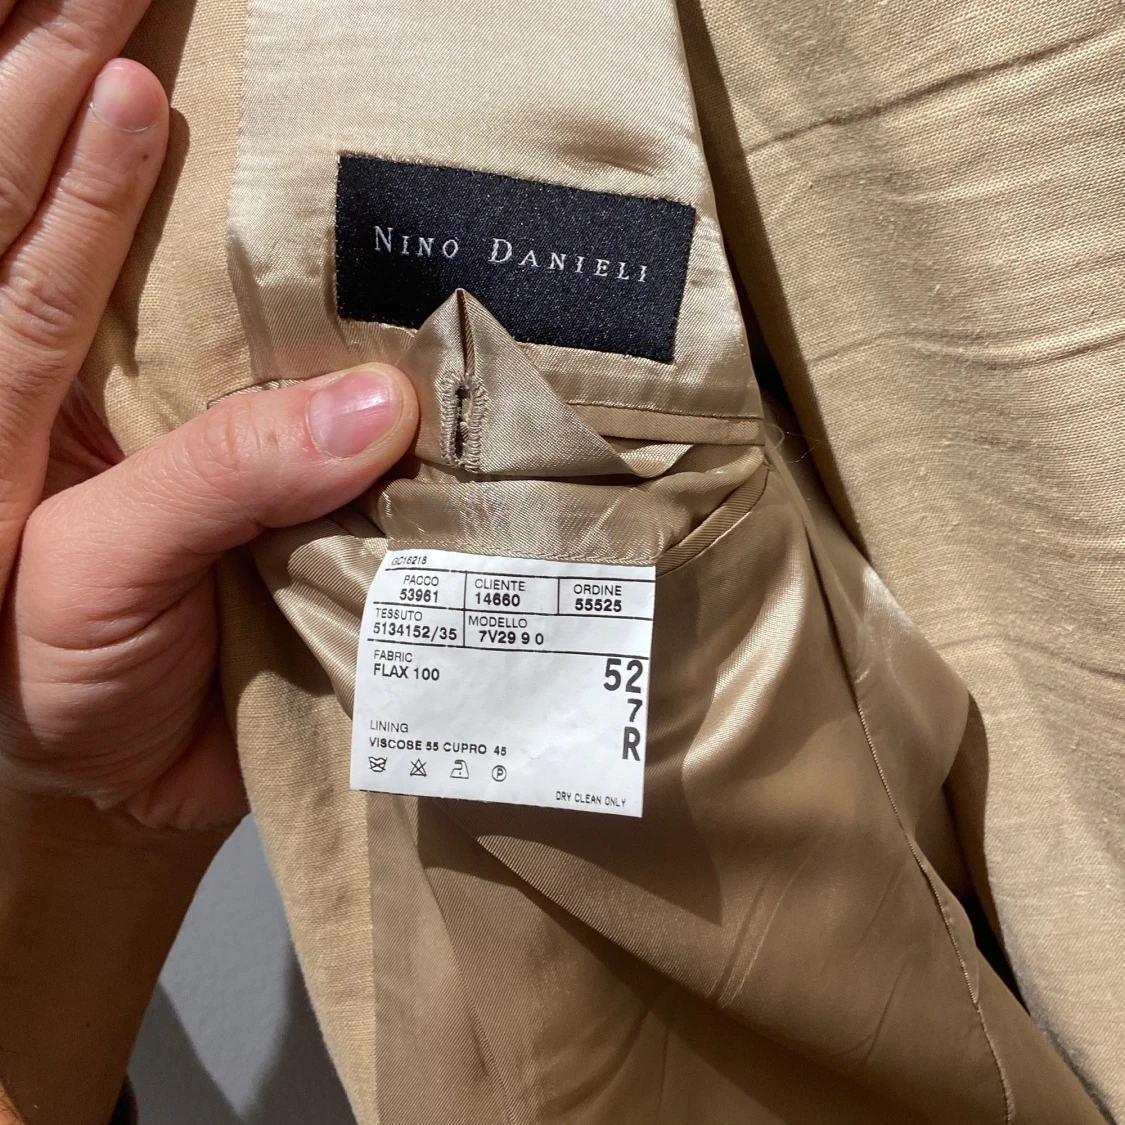 NINO DANIELI
GC16218
PACCO
53961
CLIENTE
14660
ORDINE
55525
TESSUTO
5134152/35
MODELLO
7V29 9 0
FABRIC
FLAX 100
52
7
R
LINING
VISCOSE 55 CUPRO 45
P
DRY CLEAN ONLY